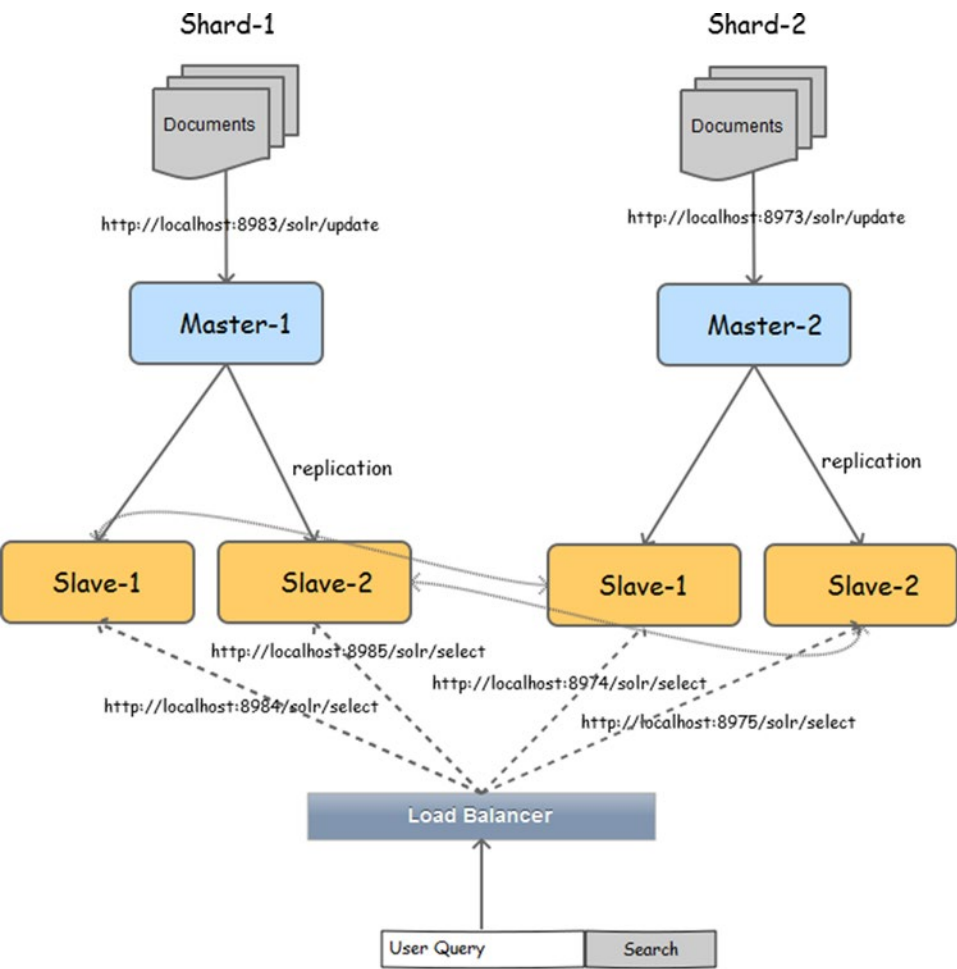 Shard-1
Shard-2
Documents
Documents
http://localhost:8983/solr/update
http://localhost:8973/solr/update
Master-1
Master-2
replication
replication
Slave-1
Slave-2
Slave-1
Slave-2
http://localhost:8985/solr/select
http://localhost:8974/solr/select
http://localhost:8984/solr/select
http://localhost:8975/solr/select
Load Balancer
User Query
Search